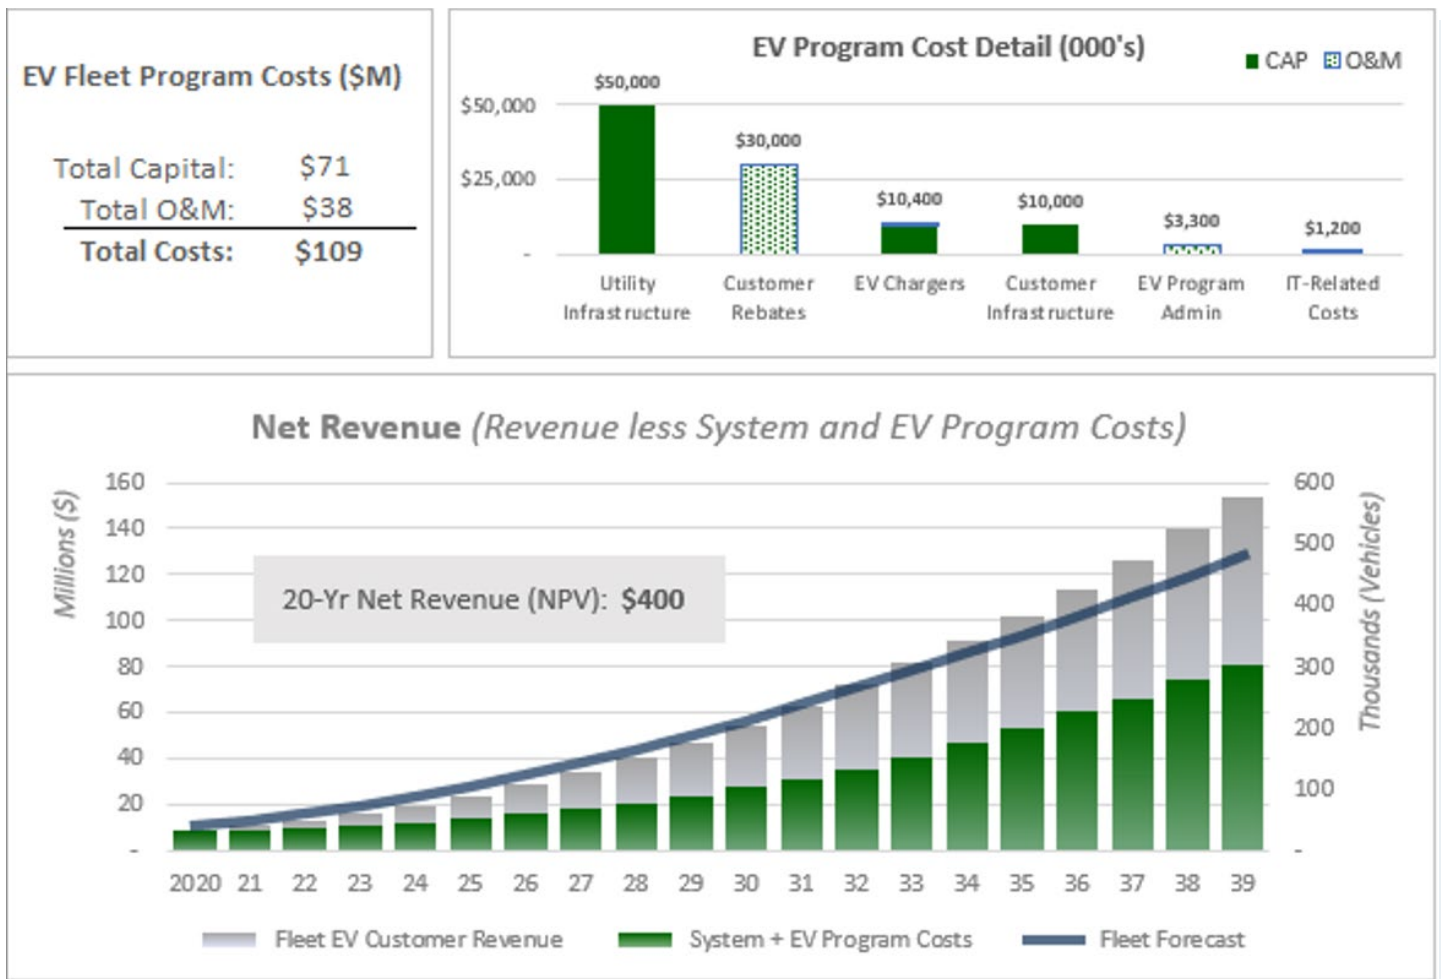 EV Fleet Program Costs ($M)
Total Capital: $71
Total O&M: $38
Total Costs: $109
EV Program Cost Detail (000's)
CAP O&M
$50,000
$50,000
$30,000
$25,000
$10,400
$10,000
$3,300
$1,200
-
Utility Infrastructure
Customer Rebates
EV Chargers
Customer Infrastructure
EV Program Admin
IT-Related Costs
Net Revenue (Revenue less System and EV Program Costs)
Millions ($)
160
140
120
100
80
60
40
20
-
20-Yr Net Revenue (NPV): $400
600
500
400
300
200
100
-
Thousands (Vehicles)
2020 21 22 23 24 25 26 27 28 29 30 31 32 33 34 35 36 37 38 39
Fleet EV Customer Revenue System + EV Program Costs Fleet Forecast